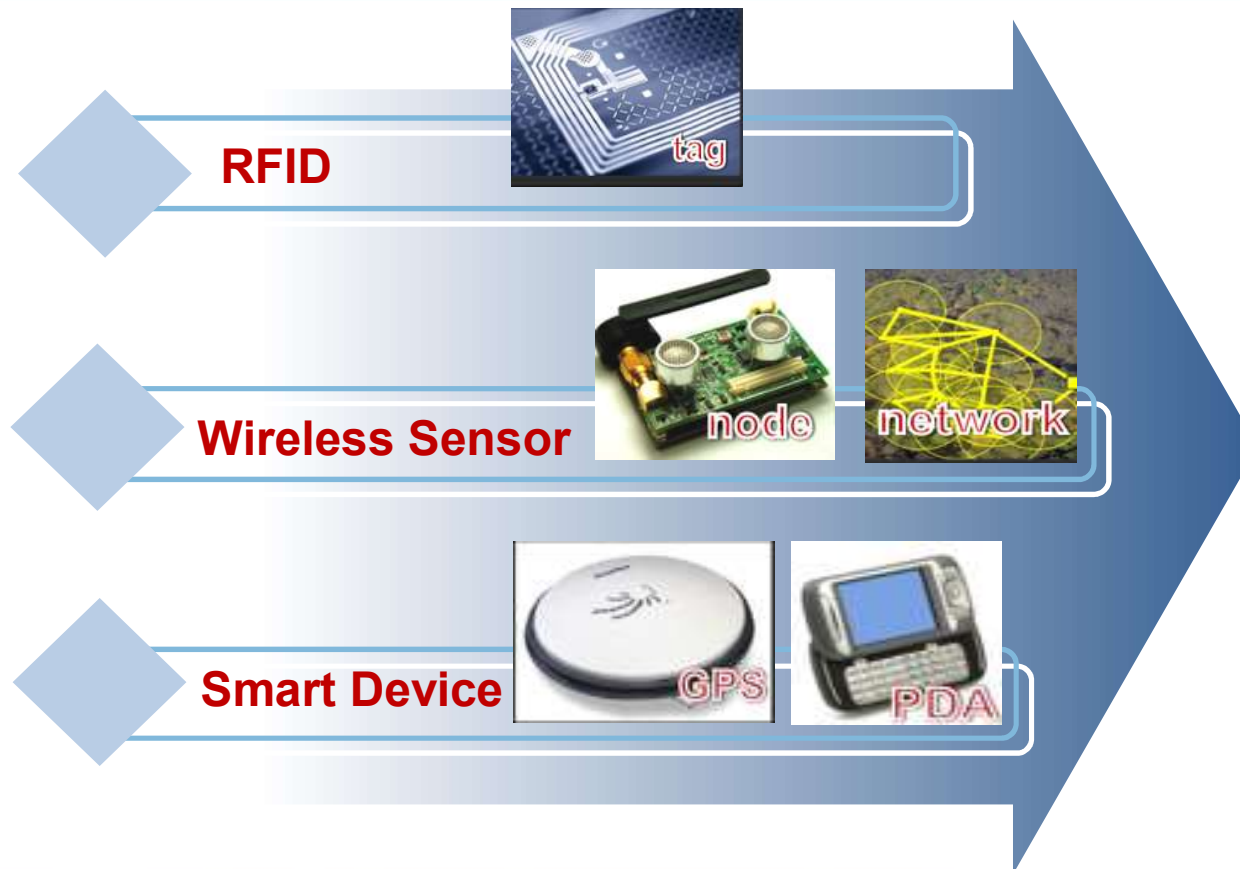 tag
RFID
node
network
Wireless Sensor
GPS
PDA
Smart Device